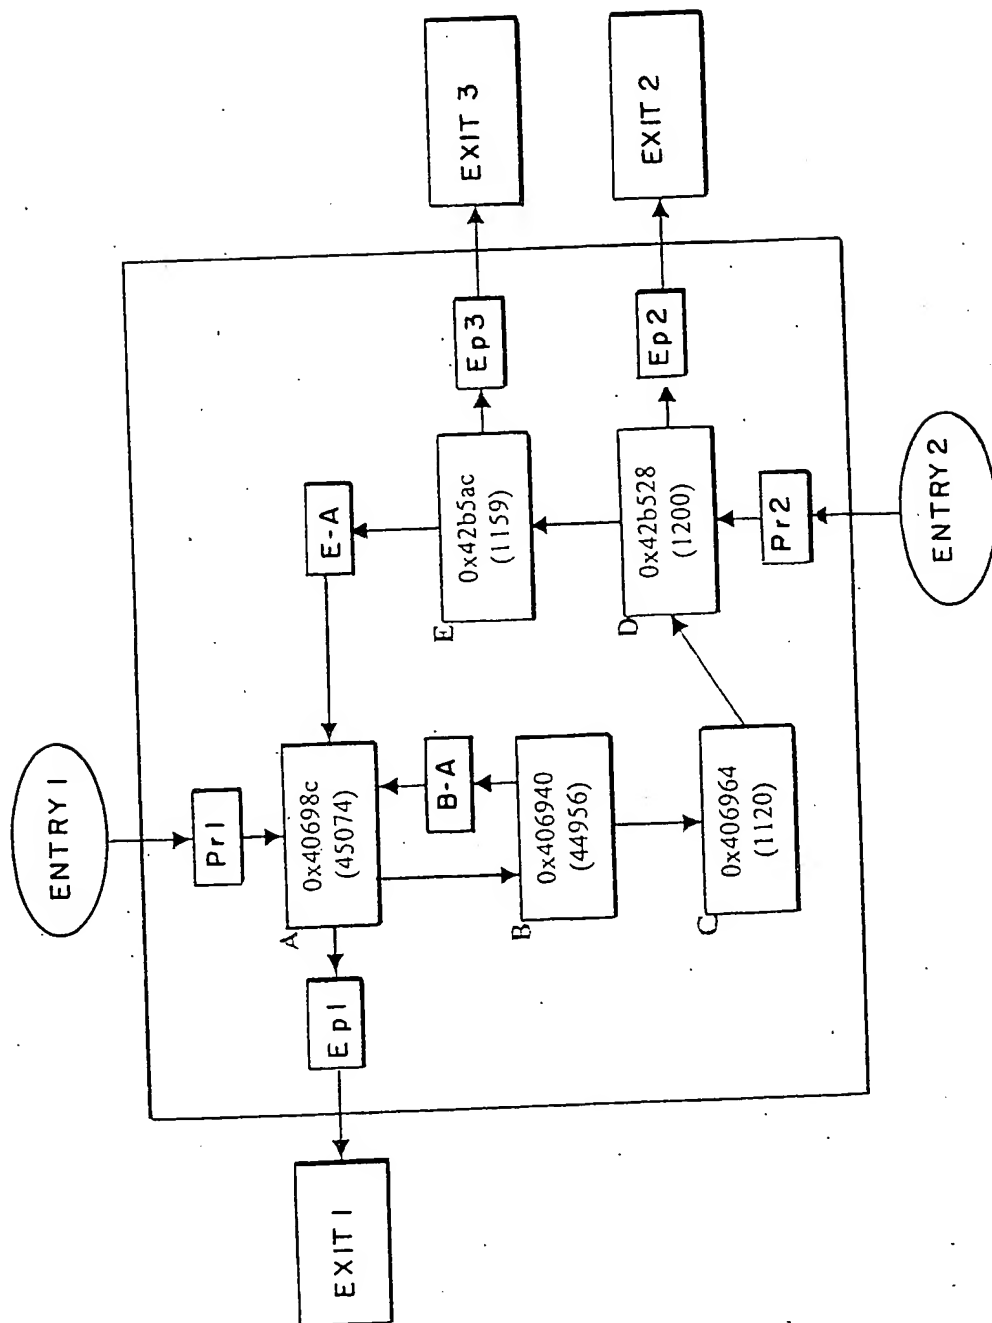 ENTRY 1
Pr1
EXIT 1
Ep1
A
0x40698c
(45074)
E-A
B-A
B
0x406940
(44956)
E
0x42b5ac
(1159)
Ep3
EXIT 3
C
0x406964
(1120)
D
0x42b528
(1200)
Ep2
EXIT 2
Pr2
ENTRY 2